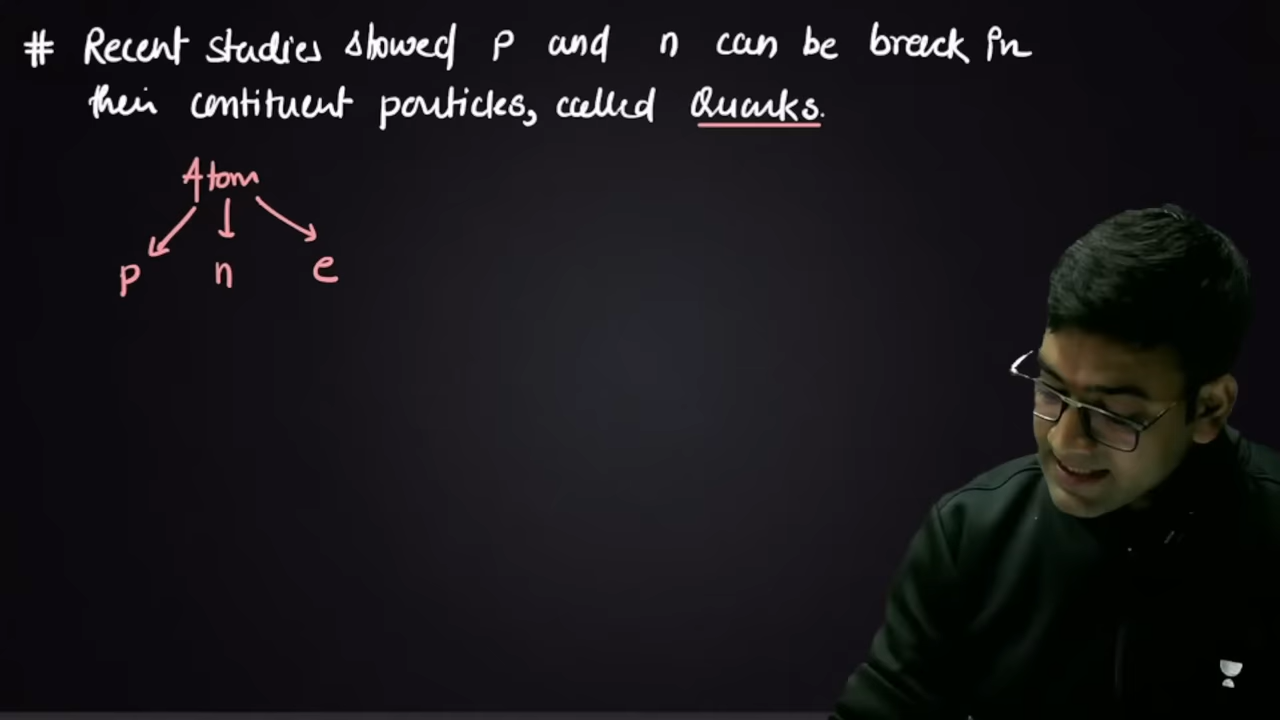 # Recent studies showed p and n can be break in
their contituent particles, called Quarks.
Atom
p n e